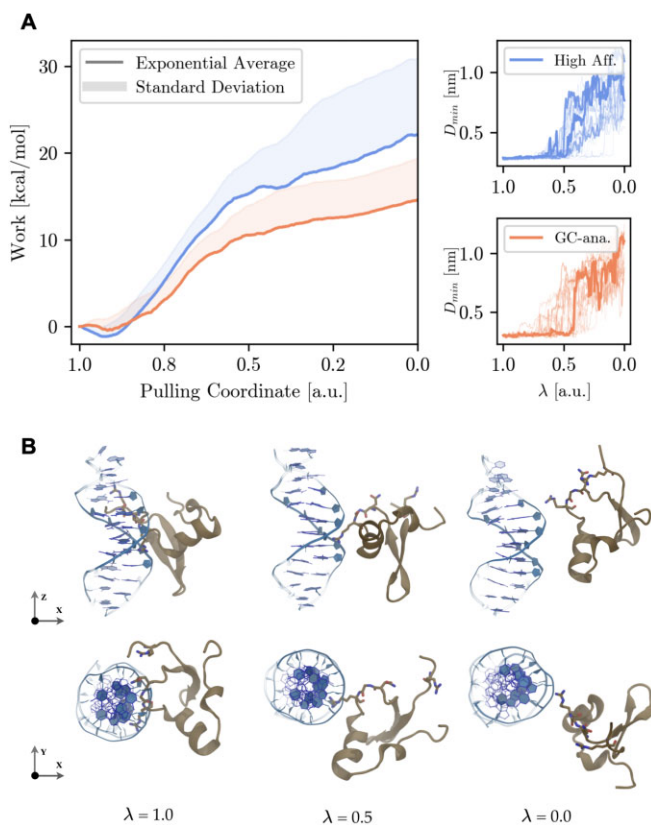 A
30
20
10
0
Work [kcal/mol]
Exponential Average
Standard Deviation
1.0 0.8 0.5 0.2 0.0
Pulling Coordinate [a.u.]
High Aff.
1.0
0.5
D_min [nm]
1.0 0.5 0.0
GC-ana.
1.0
0.5
D_min [nm]
1.0 0.5 0.0
λ [a.u.]
B
Z
X
Y
X
λ = 1.0 λ = 0.5 λ = 0.0